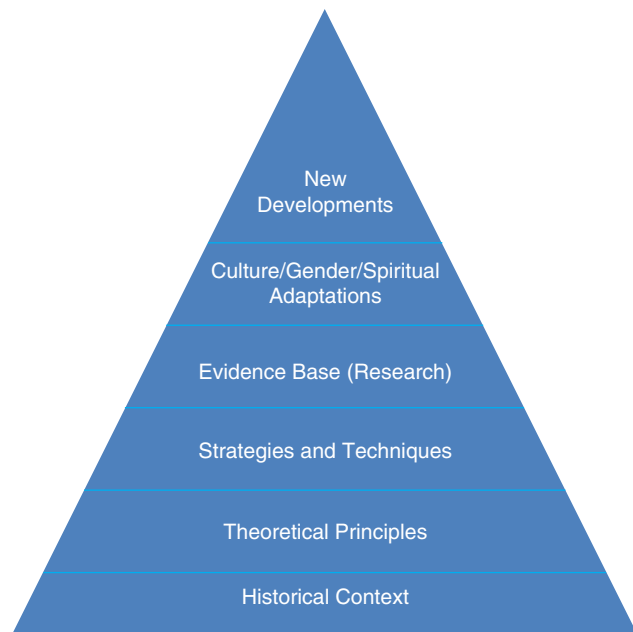 New
Developments
Culture/Gender/Spiritual
Adaptations
Evidence Base (Research)
Strategies and Techniques
Theoretical Principles
Historical Context